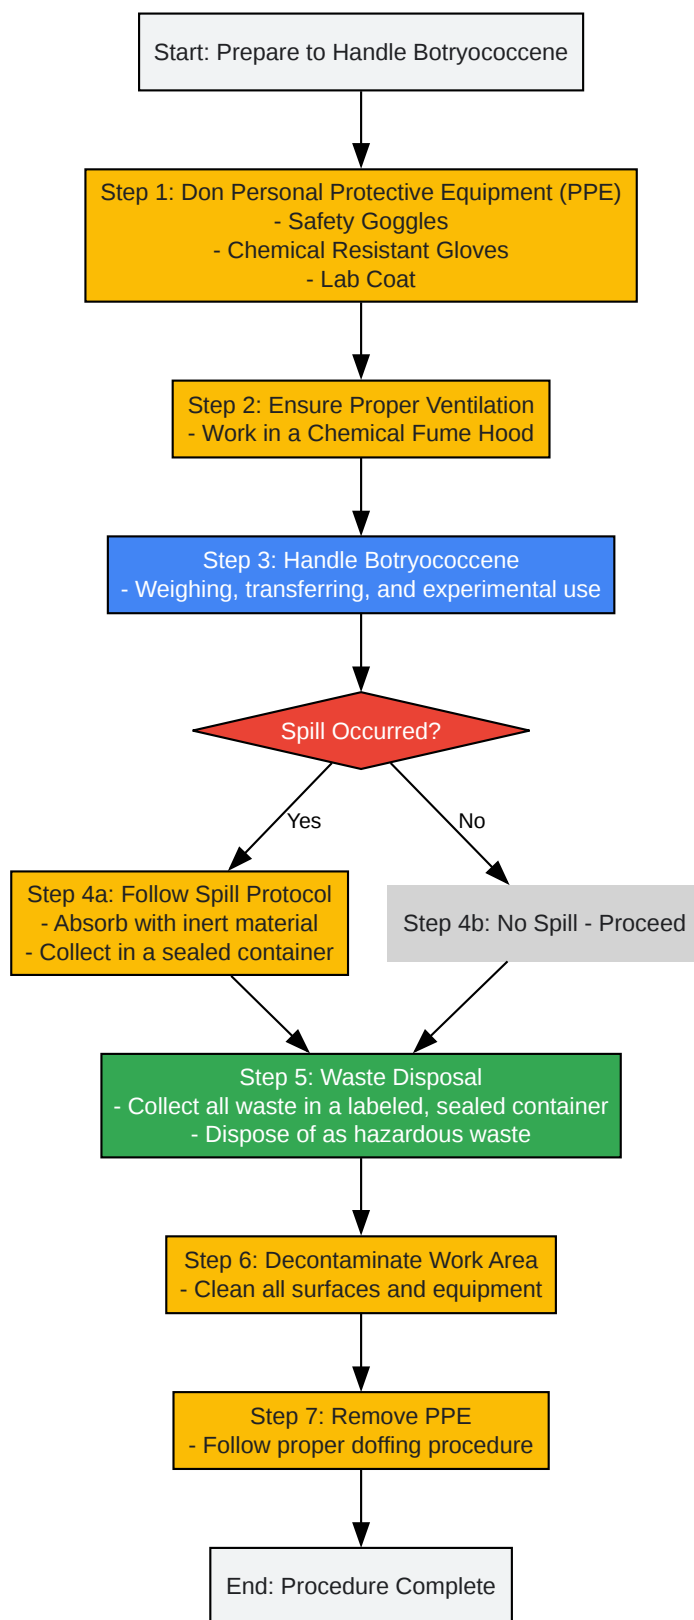 Start: Prepare to Handle Botryococcene
Step 1: Don Personal Protective Equipment (PPE)
- Safety Goggles
- Chemical Resistant Gloves
- Lab Coat
Step 2: Ensure Proper Ventilation
- Work in a Chemical Fume Hood
Step 3: Handle Botryococcene
- Weighing, transferring, and experimental use
Spill Occurred?
Yes
No
Step 4a: Follow Spill Protocol
- Absorb with inert material
- Collect in a sealed container
Step 4b: No Spill - Proceed
Step 5: Waste Disposal
- Collect all waste in a labeled, sealed container
- Dispose of as hazardous waste
Step 6: Decontaminate Work Area
- Clean all surfaces and equipment
Step 7: Remove PPE
- Follow proper doffing procedure
End: Procedure Complete